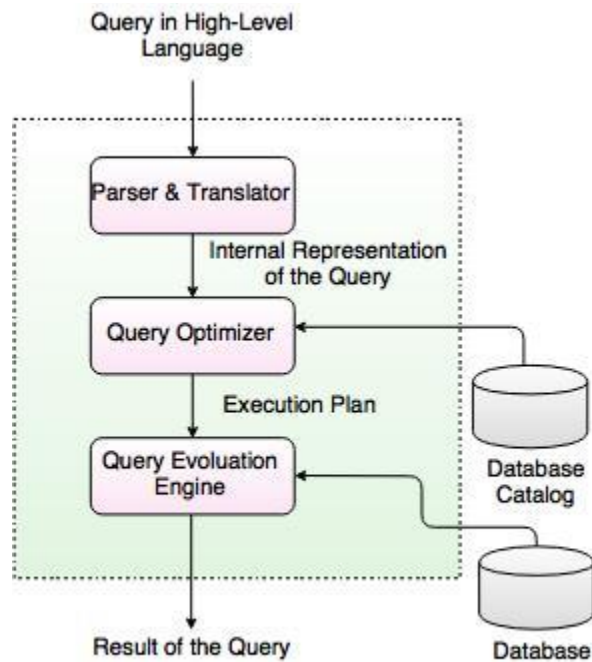 Query in High-Level
Language
Parser & Translator
Internal Representation
of the Query
Query Optimizer
Execution Plan
Query Evoluation
Engine
Database
Catalog
Result of the Query
Database